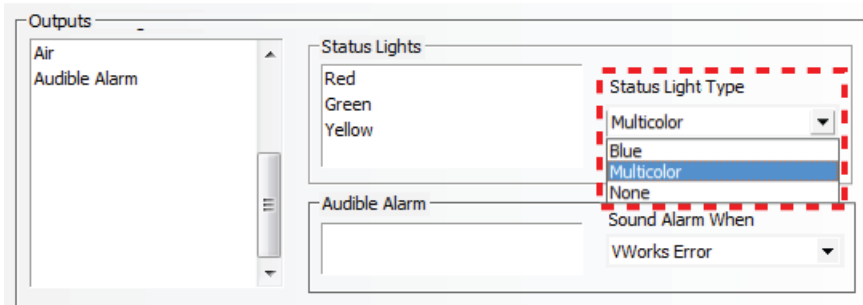 Outputs
Air
Audible Alarm
Status Lights
Red
Green
Yellow
Status Light Type
Multicolor
Blue
Multicolor
None
Audible Alarm
Sound Alarm When
VWorks Error